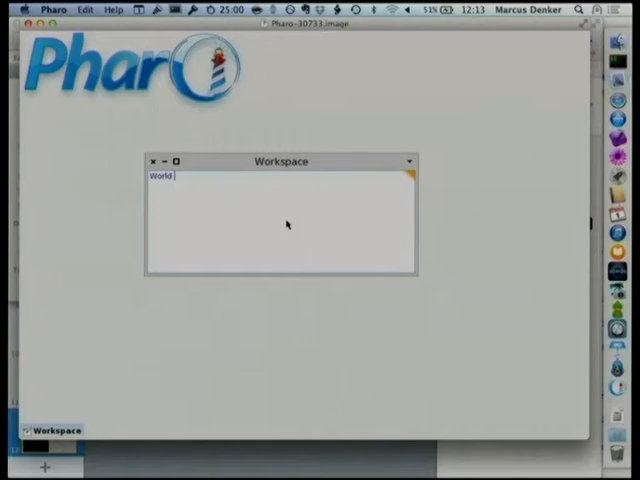 Pharo Edit Help 25:00 51% 12:13 Marcus Denker
Pharo-30733.image
Pharo
Workspace
World
Workspace